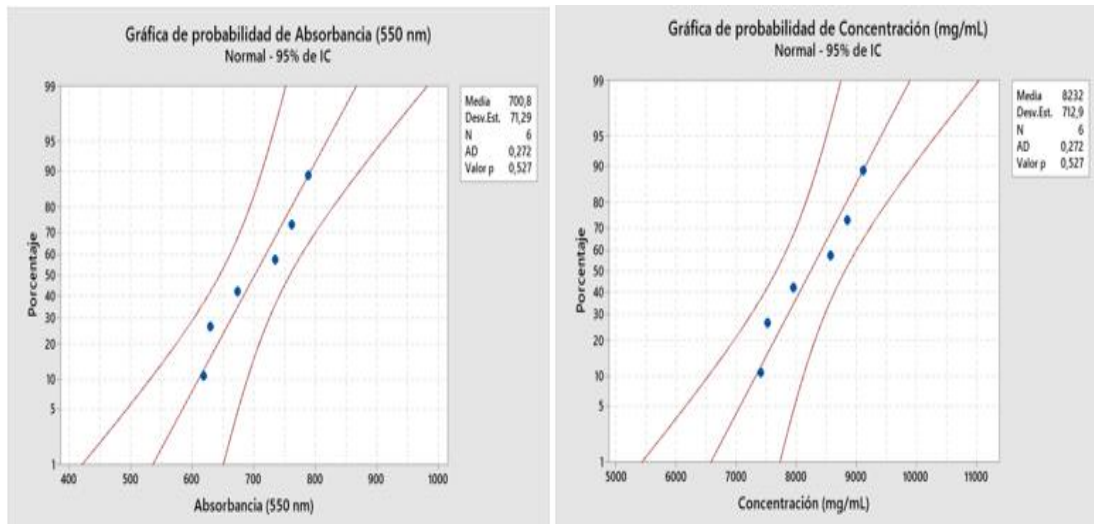 Gráfica de probabilidad de Absorbancia (550 nm)
Normal - 95% de IC
Media 700,8
Desv.Est. 71,29
N 6
AD 0,272
Valor p 0,527
Porcentaje
99
95
90
80
70
60
50
40
30
20
10
5
1
400 500 600 700 800 900 1000
Absorbancia (550 nm)
Gráfica de probabilidad de Concentración (mg/mL)
Normal - 95% de IC
Media 8232
Desv.Est. 712,9
N 6
AD 0,272
Valor p 0,527
Porcentaje
99
95
90
80
70
60
50
40
30
20
10
5
1
5000 6000 7000 8000 9000 10000 11000
Concentración (mg/mL)